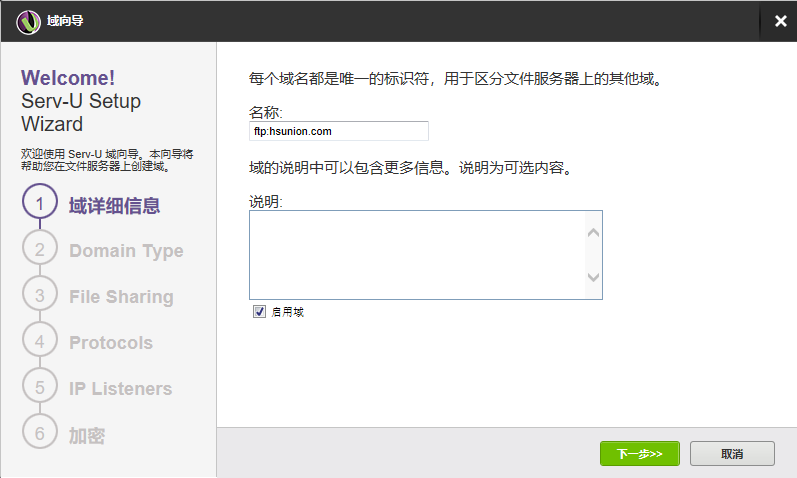 域向导
Welcome!
Serv-U Setup
Wizard
欢迎使用 Serv-U 域向导。本向导将
帮助您在文件服务器上创建域。
1 域详细信息
2 Domain Type
3 File Sharing
4 Protocols
5 IP Listeners
6 加密
每个域名都是唯一的标识符，用于区分文件服务器上的其他域。
名称:
ftp:hsunion.com
域的说明中可以包含更多信息。说明为可选内容。
说明:
启用域
下一步>>
取消